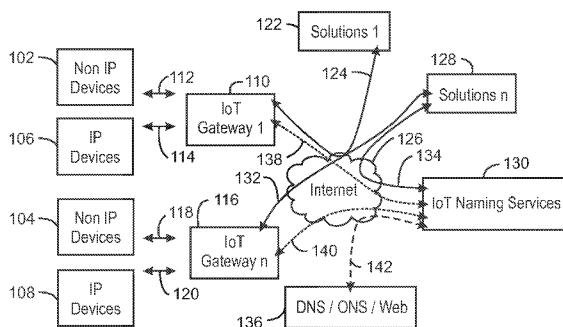 122
Solutions 1
102
Non IP
Devices
112
110
IoT
Gateway 1
124
128
Solutions n
106
IP
Devices
114
138
126
134
130
Internet
IoT Naming Services
132
116
104
Non IP
Devices
118
IoT
Gateway n
140
120
142
108
IP
Devices
136
DNS / ONS / Web